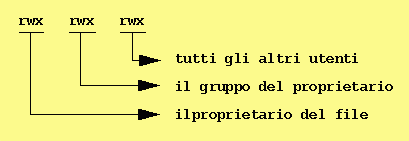 rwx rwx rwx
tutti gli altri utenti
il gruppo del proprietario
ilproprietario del file